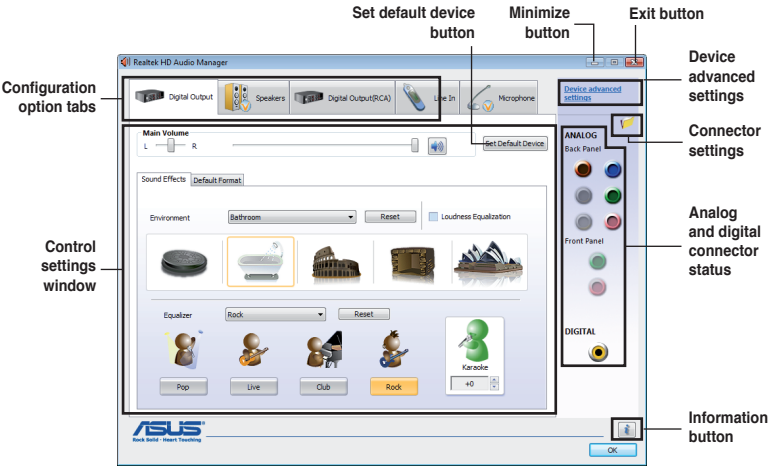 Set default device
button
Minimize
button
Exit button
Configuration
option tabs
Control
settings
window
Device
advanced
settings
Connector
settings
Analog
and digital
connector
status
Information
button
Realtek HD Audio Manager
Digital Output
Speakers
Digital Output(RCA)
Line In
Microphone
Device advanced
settings
Main Volume
L
R
Set Default Device
Sound Effects
Default Format
Environment
Bathroom
Reset
Loudness Equalization
Equalizer
Rock
Reset
Pop
Live
Club
Rock
Karaoke
+0
ANALOG
Back Panel
Front Panel
DIGITAL
ASUS
Rock Solid · Heart Touching
i
OK